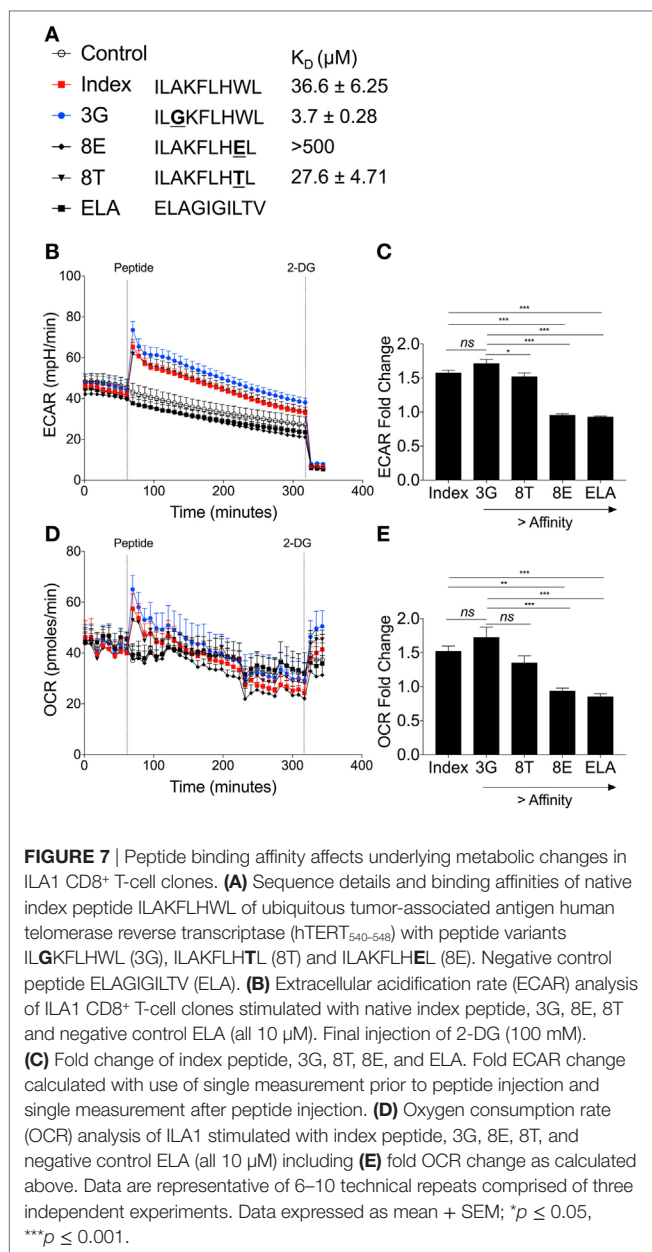 A
Control K_D (µM)
Index ILAKFLHWL 36.6 ± 6.25
3G ILGKFLHWL 3.7 ± 0.28
8E ILAKFLHEL >500
8T ILAKFLHTL 27.6 ± 4.71
ELA ELAGIGILTV
B
Peptide 2-DG
ECAR (mpH/min)
100
80
60
40
20
0
0 100 200 300 400
Time (minutes)
C
***
***
***
ns ***
*
ECAR Fold Change
2.0
1.5
1.0
0.5
0.0
Index 3G 8T 8E ELA
> Affinity
D
Peptide 2-DG
OCR (pmoles/min)
80
60
40
20
0
0 100 200 300 400
Time (minutes)
E
***
**
***
ns ns ***
OCR Fold Change
2.0
1.5
1.0
0.5
0.0
Index 3G 8T 8E ELA
> Affinity
FIGURE 7 | Peptide binding affinity affects underlying metabolic changes in
ILA1 CD8+ T-cell clones. (A) Sequence details and binding affinities of native
index peptide ILAKFLHWL of ubiquitous tumor-associated antigen human
telomerase reverse transcriptase (hTERT540–548) with peptide variants
ILGKFLHWL (3G), ILAKFLHTL (8T) and ILAKFLHEL (8E). Negative control
peptide ELAGIGILTV (ELA). (B) Extracellular acidification rate (ECAR) analysis
of ILA1 CD8+ T-cell clones stimulated with native index peptide, 3G, 8E, 8T
and negative control ELA (all 10 µM). Final injection of 2-DG (100 mM).
(C) Fold change of index peptide, 3G, 8T, 8E, and ELA. Fold ECAR change
calculated with use of single measurement prior to peptide injection and
single measurement after peptide injection. (D) Oxygen consumption rate
(OCR) analysis of ILA1 stimulated with index peptide, 3G, 8E, 8T, and
negative control ELA (all 10 µM) including (E) fold OCR change as calculated
above. Data are representative of 6–10 technical repeats comprised of three
independent experiments. Data expressed as mean + SEM; *p ≤ 0.05,
***p ≤ 0.001.